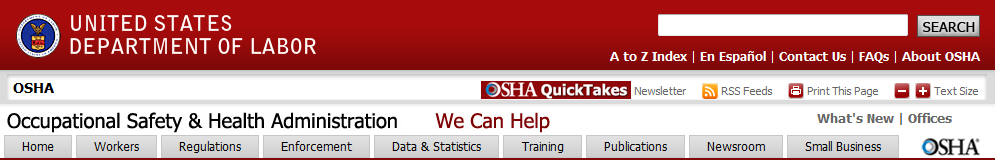 UNITED STATES
DEPARTMENT OF LABOR
SEARCH
A to Z Index | En Español | Contact Us | FAQs | About OSHA
OSHA
OSHA QuickTakes Newsletter RSS Feeds Print This Page Text Size
Occupational Safety & Health Administration We Can Help
What's New | Offices
Home Workers Regulations Enforcement Data & Statistics Training Publications Newsroom Small Business OSHA®